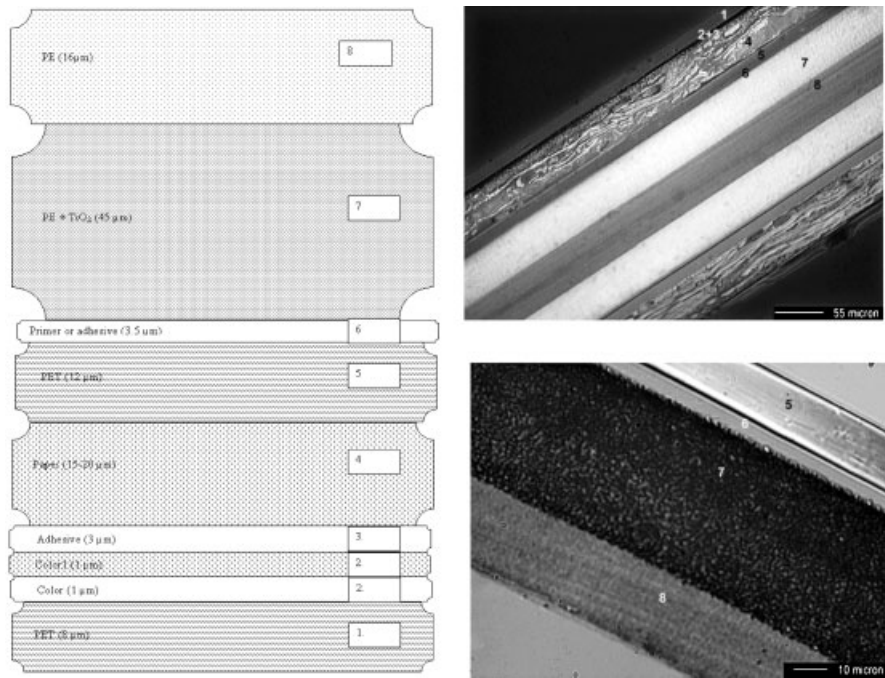 PE (16µm)
8
PE + TiO₂ (45 µm)
7
Primer or adhesive (3.5 µm)
6
PET (12 µm)
5
Paper (15-20 µm)
4
Adhesive (3 µm)
3
Color1 (1 µm)
2
Color (1 µm)
2
PET (8 µm)
1
1
2+3
4
5
6
7
8
55 micron
5
6
7
8
10 micron